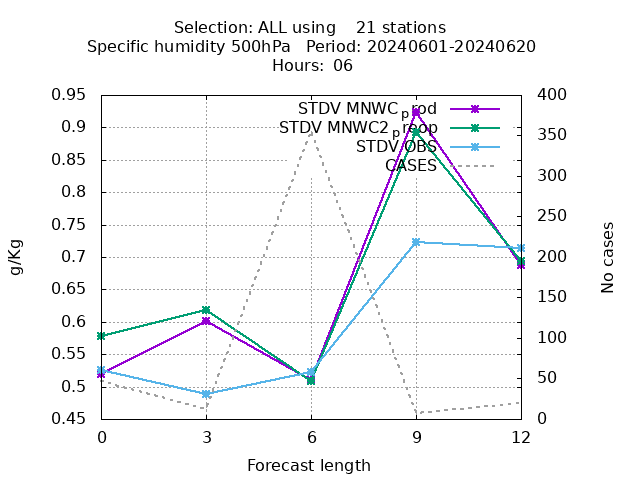 Selection: ALL using    21 stations
Specific humidity 500hPa   Period: 20240601-20240620
Hours:  06
STDV MNWC_prod
STDV MNWC2_preop
STDV OBS
CASES
0.95
0.9
0.85
0.8
0.75
0.7
0.65
0.6
0.55
0.5
0.45
400
350
300
250
200
150
100
50
0
g/Kg
No cases
0 3 6 9 12
Forecast length